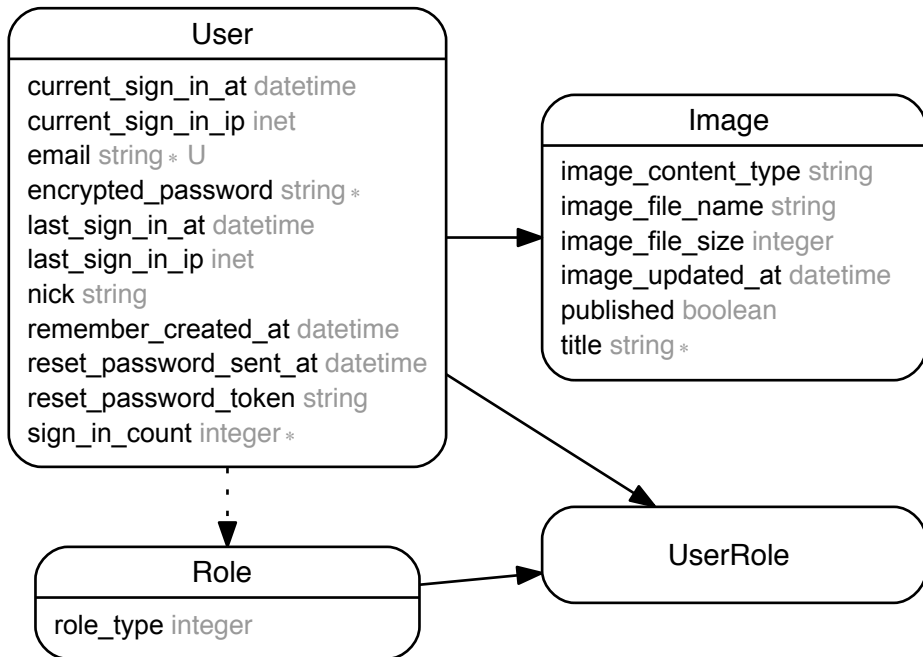 User
current_sign_in_at datetime
current_sign_in_ip inet
email string * U
encrypted_password string *
last_sign_in_at datetime
last_sign_in_ip inet
nick string
remember_created_at datetime
reset_password_sent_at datetime
reset_password_token string
sign_in_count integer *
Image
image_content_type string
image_file_name string
image_file_size integer
image_updated_at datetime
published boolean
title string *
Role
role_type integer
UserRole